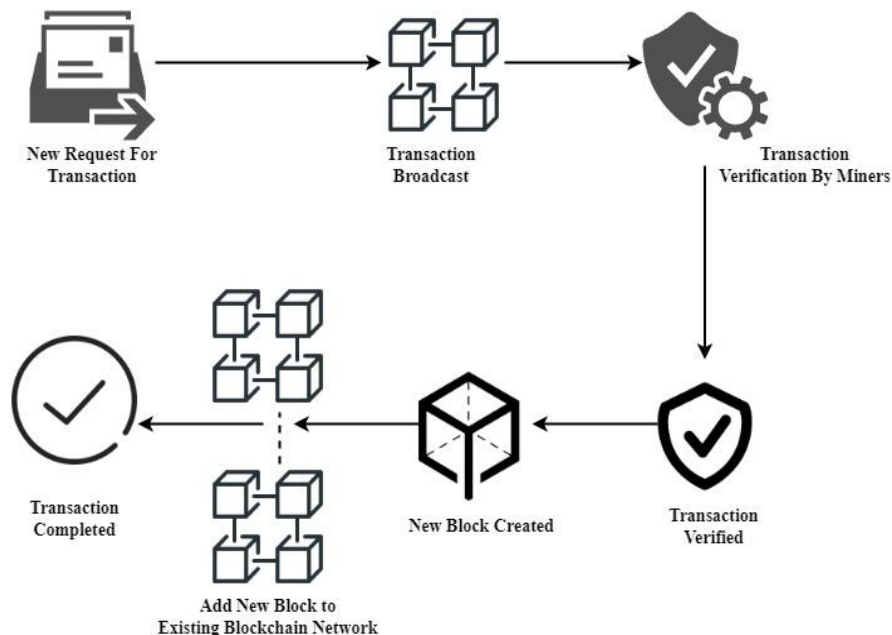 New Request For
Transaction
Transaction
Broadcast
Transaction
Verification By Miners
Transaction
Verified
New Block Created
Add New Block to
Existing Blockchain Network
Transaction
Completed